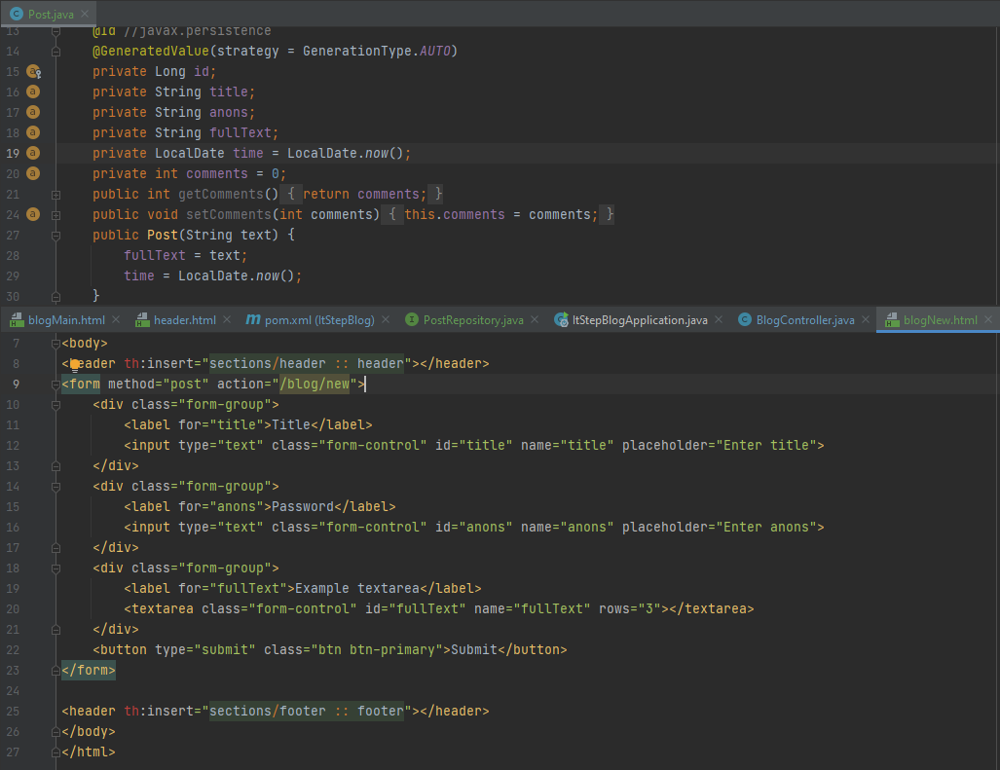 Post.java
13 @Id //javax.persistence
14 @GeneratedValue(strategy = GenerationType.AUTO)
15 private Long id;
16 private String title;
17 private String anons;
18 private String fullText;
19 private LocalDate time = LocalDate.now();
20 private int comments = 0;
21 public int getComments() { return comments; }
24 public void setComments(int comments) { this.comments = comments; }
27 public Post(String text) {
28 fullText = text;
29 time = LocalDate.now();
30 }
blogMain.html header.html pom.xml (ItStepBlog) PostRepository.java ItStepBlogApplication.java BlogController.java blogNew.html
7 <body>
8 <header th:insert="sections/header :: header"></header>
9 <form method="post" action="/blog/new">
10 <div class="form-group">
11 <label for="title">Title</label>
12 <input type="text" class="form-control" id="title" name="title" placeholder="Enter title">
13 </div>
14 <div class="form-group">
15 <label for="anons">Password</label>
16 <input type="text" class="form-control" id="anons" name="anons" placeholder="Enter anons">
17 </div>
18 <div class="form-group">
19 <label for="fullText">Example textarea</label>
20 <textarea class="form-control" id="fullText" name="fullText" rows="3"></textarea>
21 </div>
22 <button type="submit" class="btn btn-primary">Submit</button>
23 </form>
24
25 <header th:insert="sections/footer :: footer"></header>
26 </body>
27 </html>